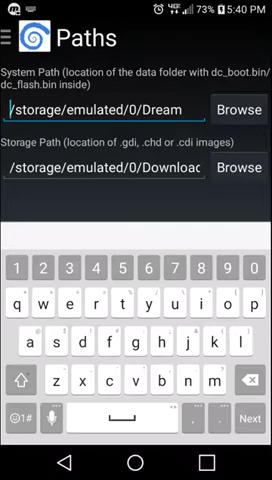 73% 5:40 PM
Paths
System Path (location of the data folder with dc_boot.bin/
dc_flash.bin inside)
/storage/emulated/0/Dream Browse
Storage Path (location of .gdi, .chd or .cdi images)
/storage/emulated/0/Downloac Browse
1 2 3 4 5 6 7 8 9 0
q w e r t y u i o p
a s d f g h j k l
z x c v b n m
1# , . Next